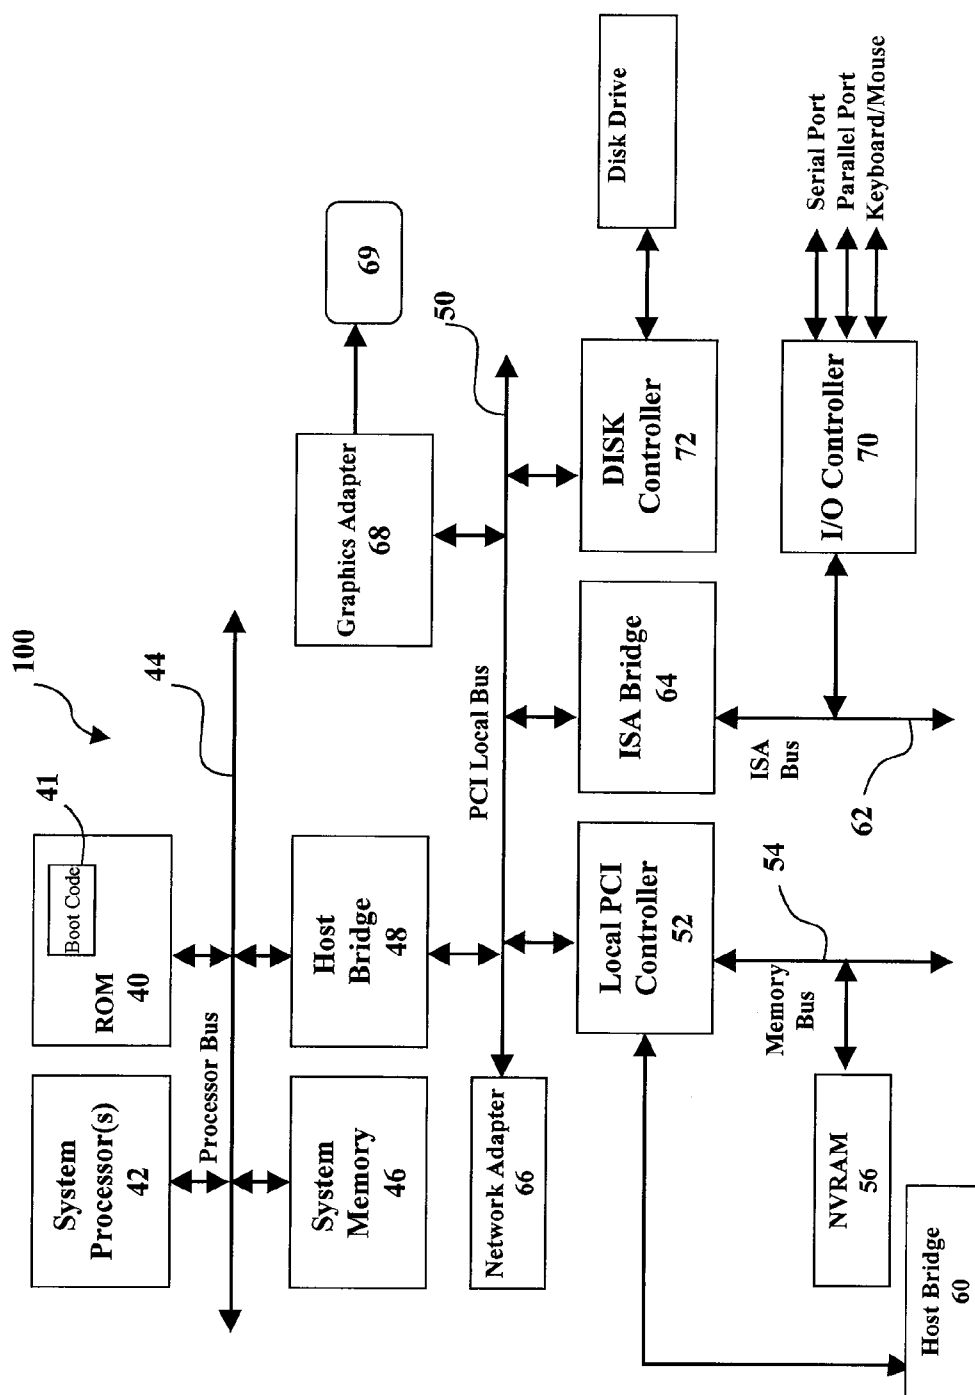 100
System
Processor(s)
42
ROM
40
Boot Code
41
Processor Bus
44
System
Memory
46
Host
Bridge
48
Graphics Adapter
68
69
Network Adapter
66
PCI Local Bus
50
Local PCI
Controller
52
ISA Bridge
64
DISK
Controller
72
Disk Drive
Memory
Bus
54
ISA
Bus
62
NVRAM
56
I/O Controller
70
Serial Port
Parallel Port
Keyboard/Mouse
Host Bridge
60